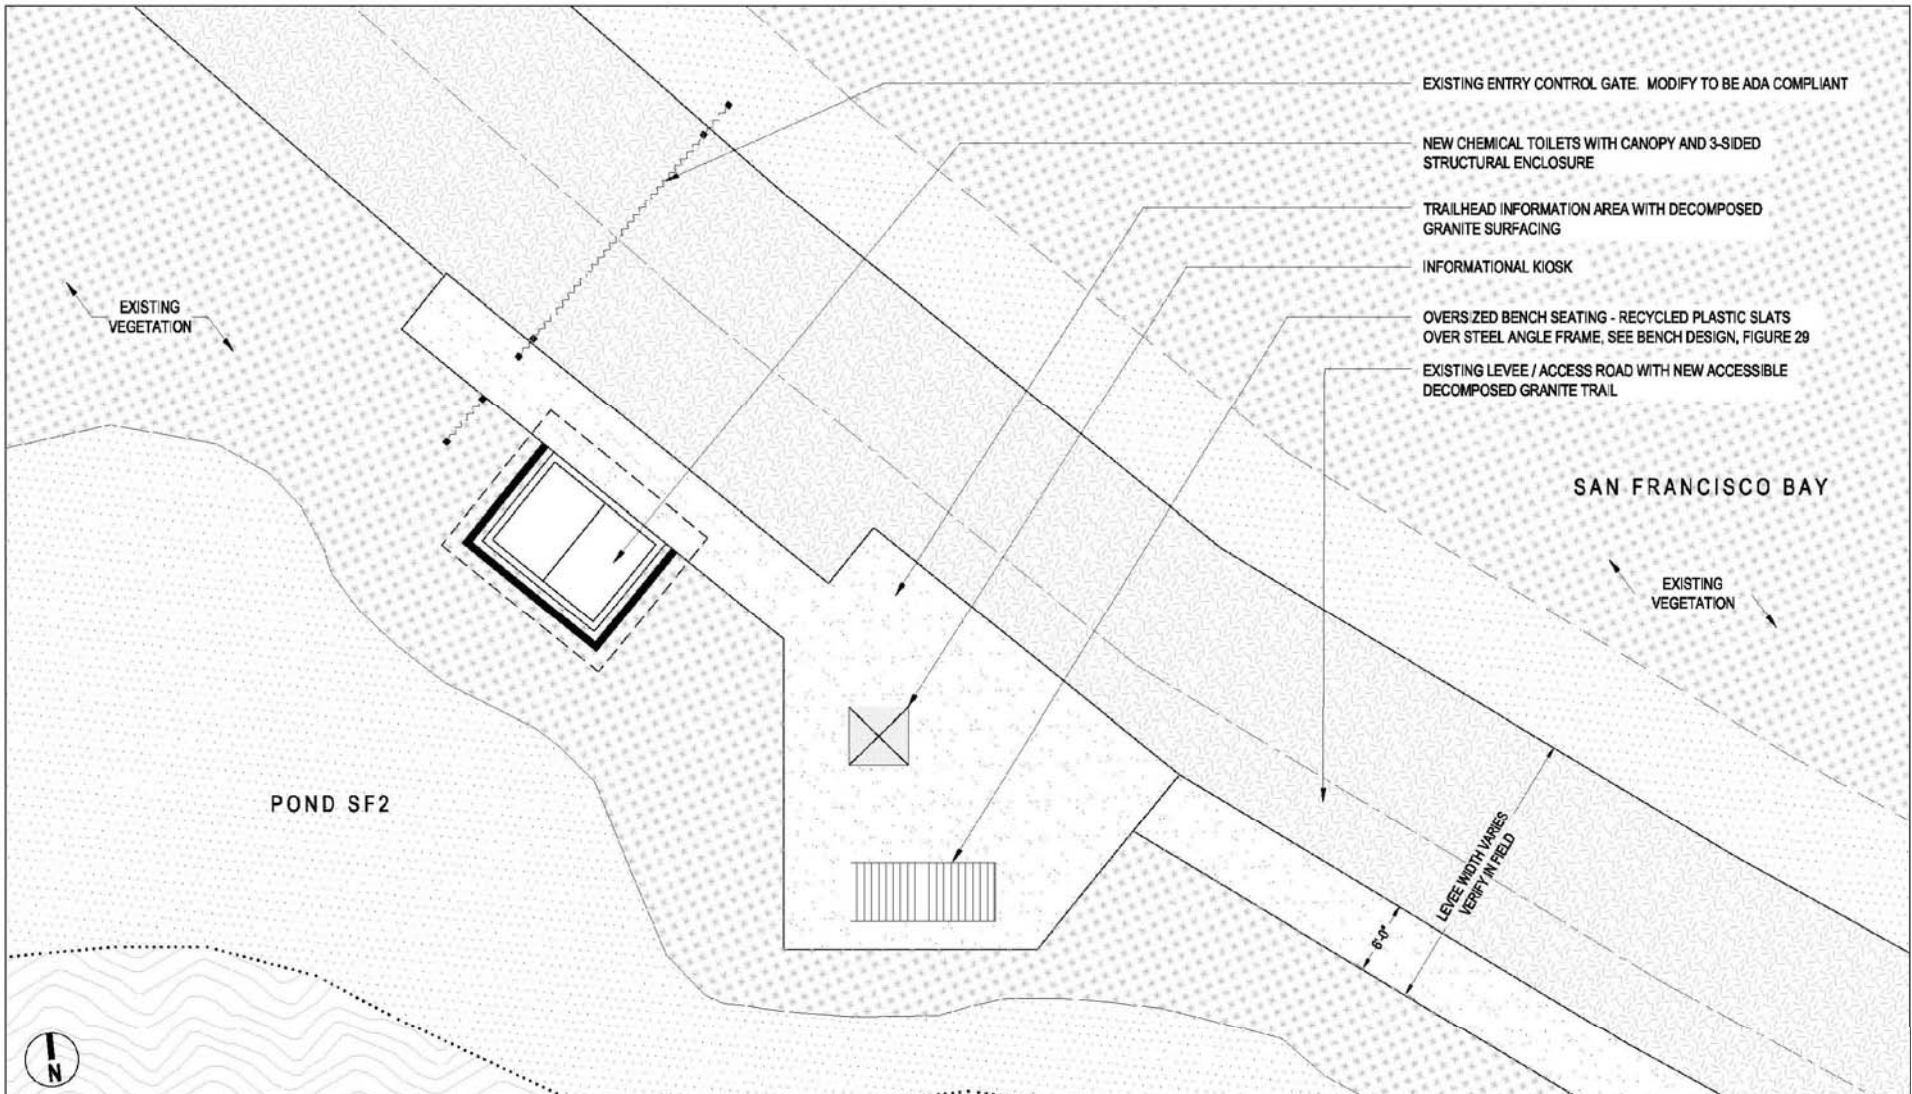 EXISTING ENTRY CONTROL GATE. MODIFY TO BE ADA COMPLIANT
NEW CHEMICAL TOILETS WITH CANOPY AND 3-SIDED
STRUCTURAL ENCLOSURE
TRAILHEAD INFORMATION AREA WITH DECOMPOSED
GRANITE SURFACING
INFORMATIONAL KIOSK
OVERSIZED BENCH SEATING - RECYCLED PLASTIC SLATS
OVER STEEL ANGLE FRAME, SEE BENCH DESIGN, FIGURE 29
EXISTING LEVEE / ACCESS ROAD WITH NEW ACCESSIBLE
DECOMPOSED GRANITE TRAIL
EXISTING
VEGETATION
SAN FRANCISCO BAY
EXISTING
VEGETATION
POND SF2
LEVEE WIDTH VARIES
VERIFY IN FIELD
6'-0"
N